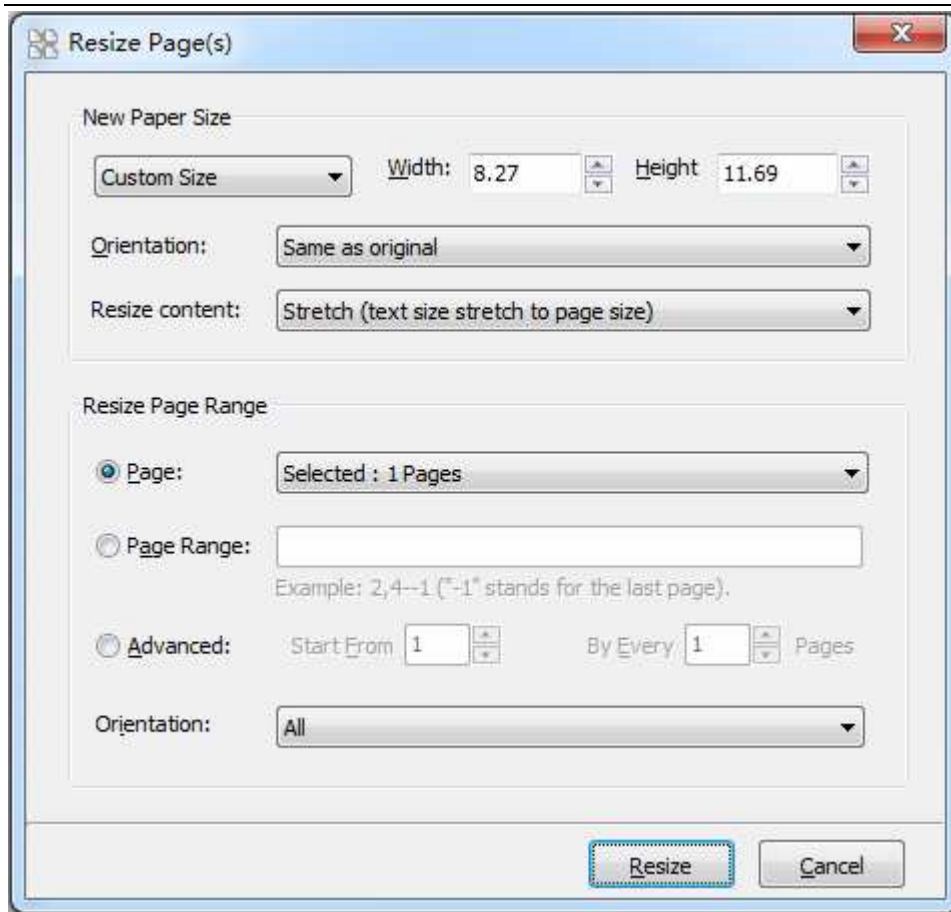 Resize Page(s)
New Paper Size
Custom Size Width: 8.27 Height 11.69
Orientation: Same as original
Resize content: Stretch (text size stretch to page size)
Resize Page Range
Page: Selected : 1 Pages
Page Range:
Example: 2,4--1 ("-1" stands for the last page).
Advanced: Start From 1 By Every 1 Pages
Orientation: All
Resize Cancel